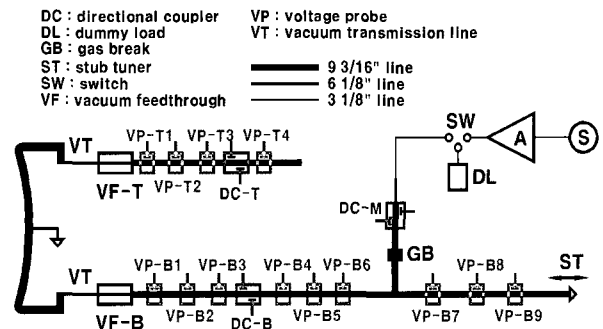 DC : directional coupler VP : voltage probe
DL : dummy load VT : vacuum transmission line
GB : gas break
ST : stub tuner 9 3/16" line
SW : switch 6 1/8" line
VF : vacuum feedthrough 3 1/8" line
SW
A
S
VP-T1 VP-T3 VP-T4
VT
DL
VF-T
VP-T2
DC-T
DC-M
GB
VT
VP-B1 VP-B3 VP-B4 VP-B6
VP-B8
ST
VF-B
VP-B2
DC-B
VP-B5
VP-B7
VP-B9